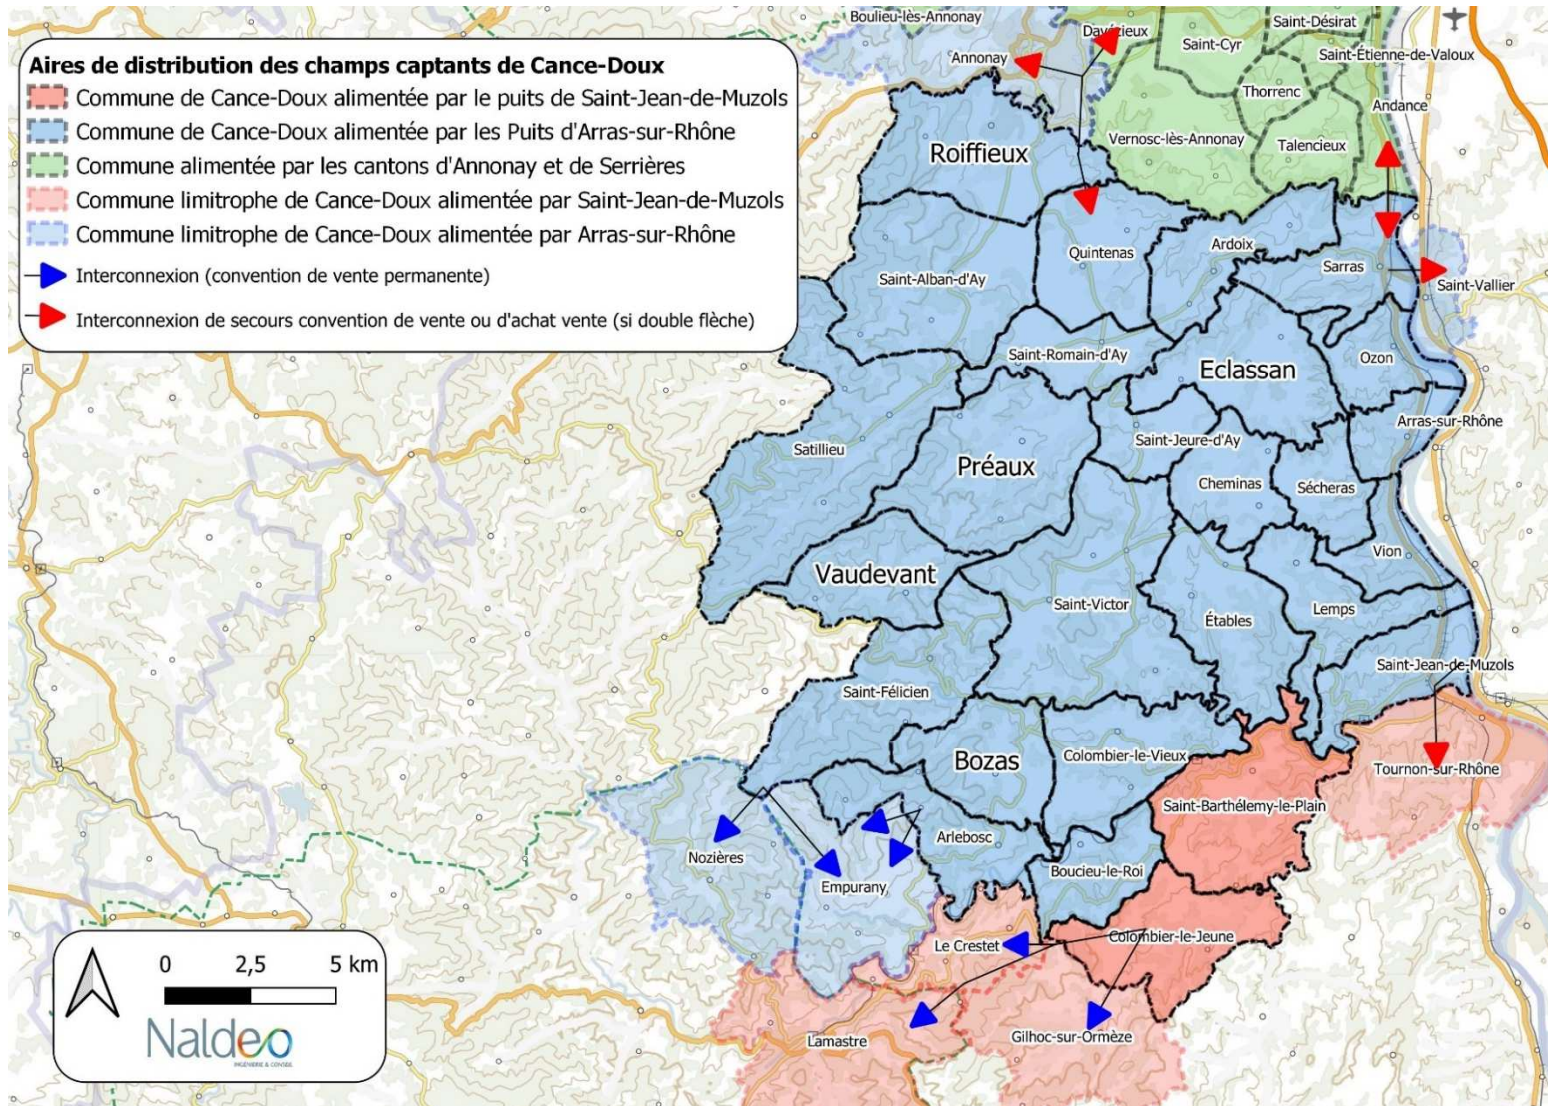 Aires de distribution des champs captants de Cance-Doux
Commune de Cance-Doux alimentée par le puits de Saint-Jean-de-Muzols
Commune de Cance-Doux alimentée par les Puits d'Arras-sur-Rhône
Commune alimentée par les cantons d'Annonay et de Serrières
Commune limitrophe de Cance-Doux alimentée par Saint-Jean-de-Muzols
Commune limitrophe de Cance-Doux alimentée par Arras-sur-Rhône
Interconnexion (convention de vente permanente)
Interconnexion de secours convention de vente ou d'achat vente (si double flèche)
Boulieu-lès-Annonay
Davézieux
Saint-Désirat
Saint-Cyr
Annonay
Saint-Étienne-de-Valoux
Thorrenc
Andance
Vernosc-lès-Annonay
Talencieux
Roiffieux
Quintenas
Ardoix
Sarras
Saint-Alban-d'Ay
Saint-Vallier
Saint-Romain-d'Ay
Ozon
Eclassan
Arras-sur-Rhône
Satillieu
Saint-Jeure-d'Ay
Préaux
Cheminas
Sécheras
Vion
Vaudevant
Saint-Victor
Lemps
Étables
Saint-Félicien
Saint-Jean-de-Muzols
Bozas
Colombier-le-Vieux
Tournon-sur-Rhône
Saint-Barthélemy-le-Plain
Arlebosc
Nozières
Boucieu-le-Roi
Empurany
Le Crestet
Colombier-le-Jeune
Lamastre
Gilhoc-sur-Ormèze
0 2,5 5 km
Naldeo
INGÉNIERIE & CONSEIL